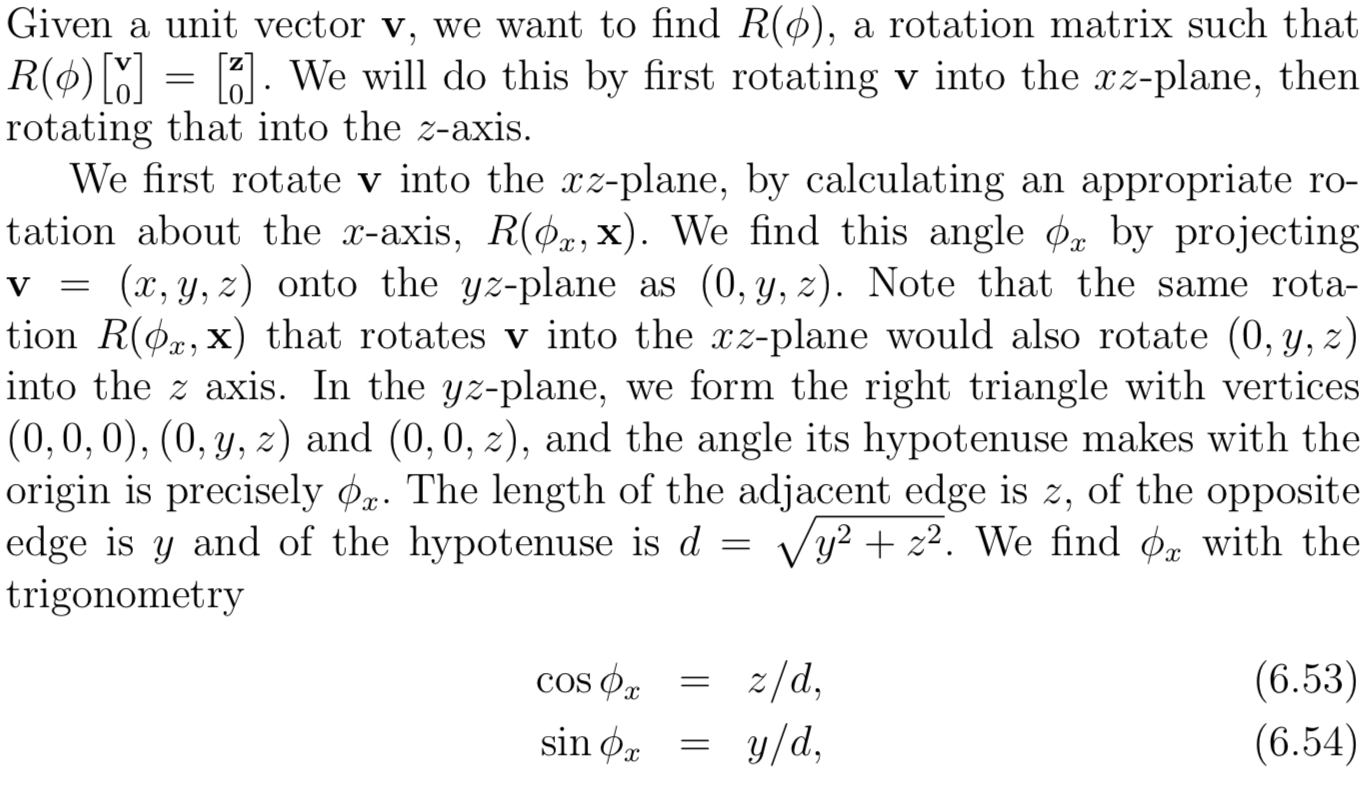 Given a unit vector v, we want to find R(ϕ), a rotation matrix such that
R(ϕ)[v 0] = [z 0]. We will do this by first rotating v into the xz-plane, then
rotating that into the z-axis.
We first rotate v into the xz-plane, by calculating an appropriate ro-
tation about the x-axis, R(ϕₓ, x). We find this angle ϕₓ by projecting
v = (x, y, z) onto the yz-plane as (0, y, z). Note that the same rota-
tion R(ϕₓ, x) that rotates v into the xz-plane would also rotate (0, y, z)
into the z axis. In the yz-plane, we form the right triangle with vertices
(0, 0, 0), (0, y, z) and (0, 0, z), and the angle its hypotenuse makes with the
origin is precisely ϕₓ. The length of the adjacent edge is z, of the opposite
edge is y and of the hypotenuse is d = √(y² + z²). We find ϕₓ with the
trigonometry
cos ϕₓ = z/d, (6.53)
sin ϕₓ = y/d, (6.54)